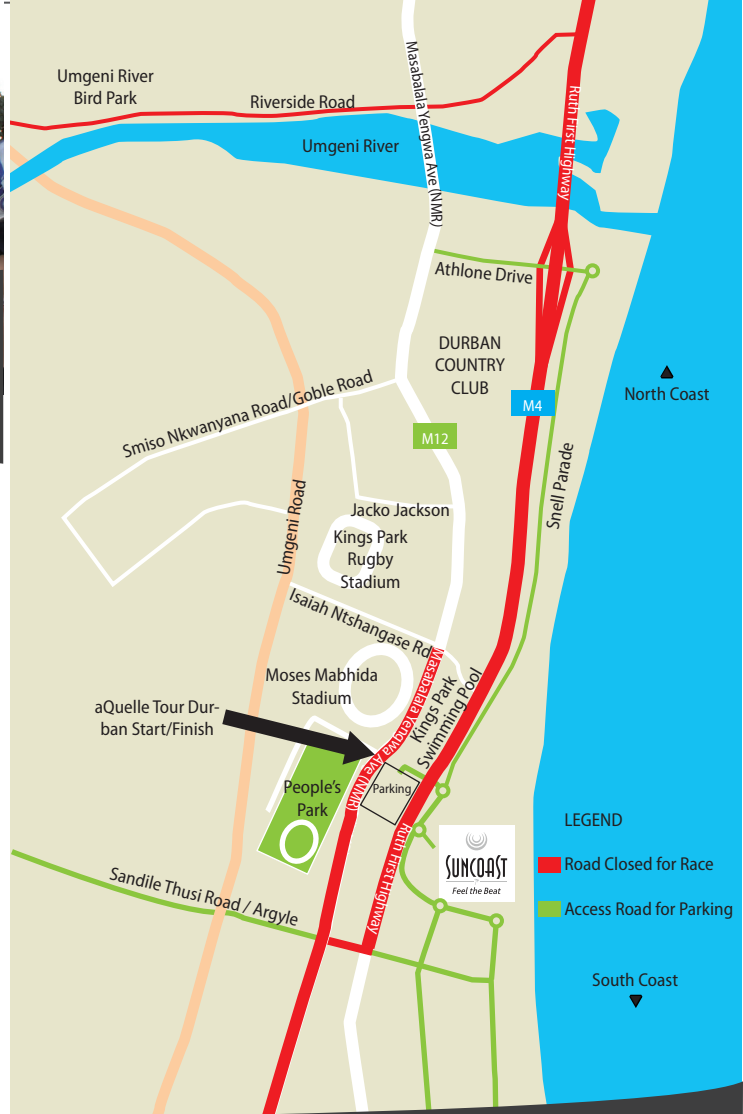 Umgeni River
Bird Park
Riverside Road
Masabalala Yengwa Ave (NMR)
Ruth First Highway
Umgeni River
Athlone Drive
DURBAN
COUNTRY
CLUB
North Coast
M4
Smiso Nkwanyana Road/Goble Road
M12
Snell Parade
Umgeni Road
Jacko Jackson
Kings Park
Rugby
Stadium
Isaiah Ntshangase Rd
Masabalala Yengwa Ave (NMR)
Kings Park
Swimming Pool
Moses Mabhida
Stadium
aQuelle Tour Dur-
ban Start/Finish
People's
Park
Parking
LEGEND
Road Closed for Race
Access Road for Parking
SUNCOAST
Feel the Beat
Ruth First Highway
Sandile Thusi Road / Argyle
South Coast